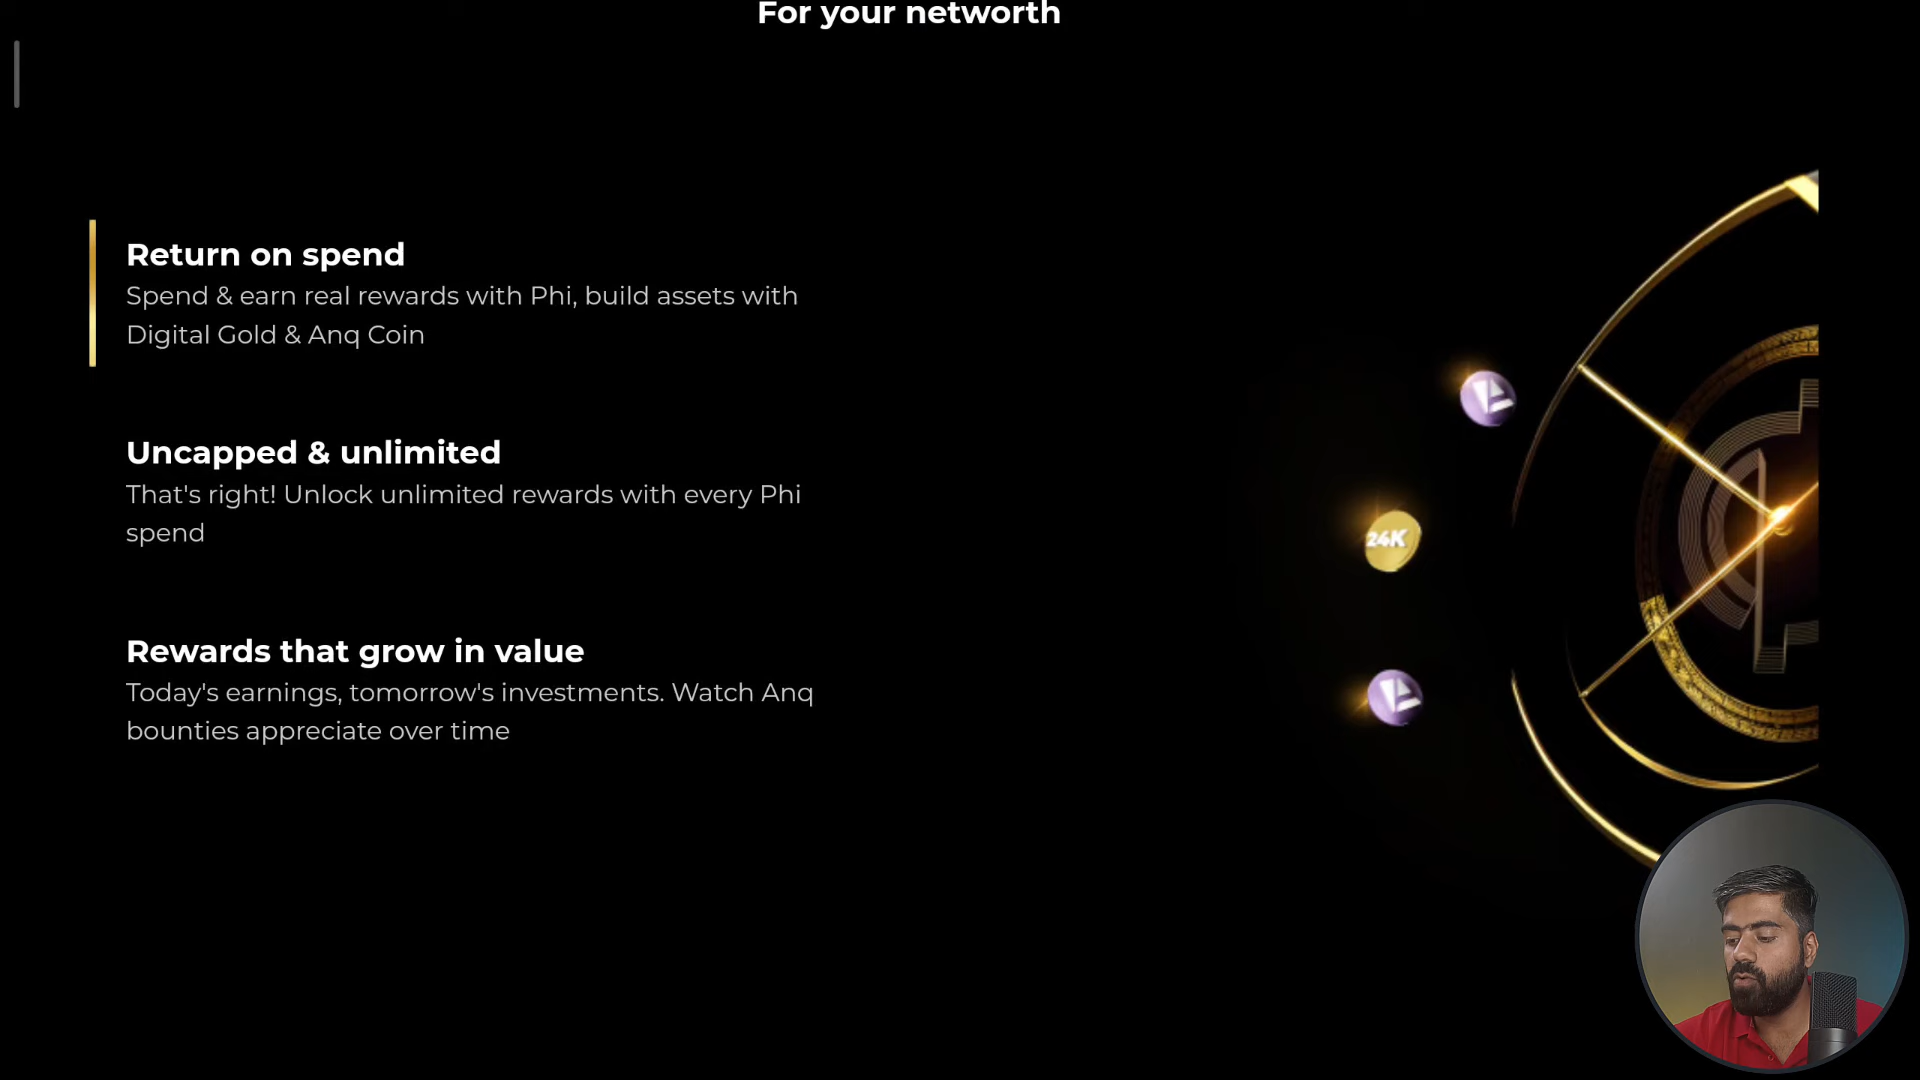 For your networth
Return on spend
Spend & earn real rewards with Phi, build assets with
Digital Gold & Anq Coin
Uncapped & unlimited
That's right! Unlock unlimited rewards with every Phi
spend
Rewards that grow in value
Today's earnings, tomorrow's investments. Watch Anq
bounties appreciate over time
24K